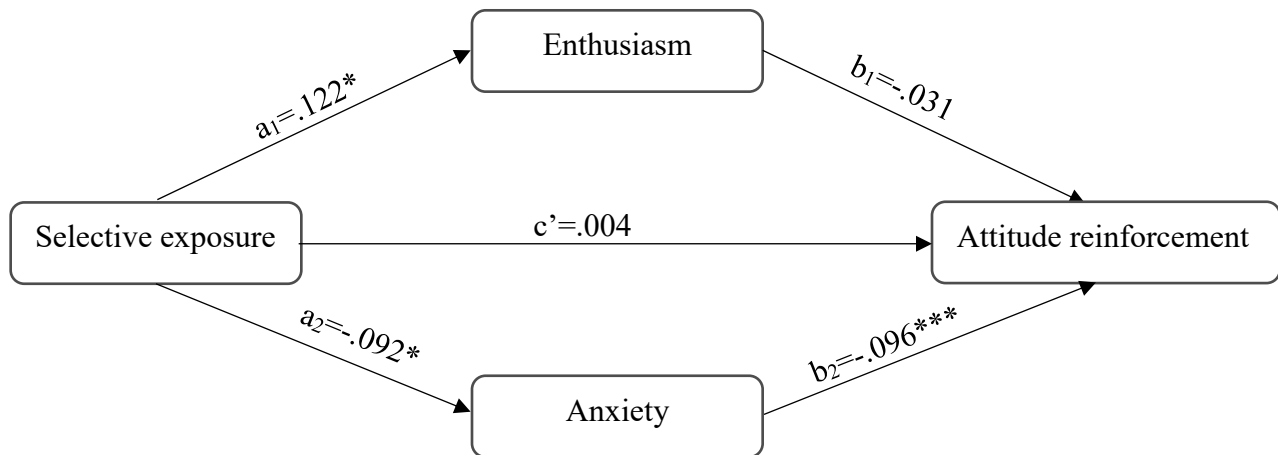 Enthusiasm
a₁=.122*
b₁=-.031
Selective exposure
c’=.004
Attitude reinforcement
a₂=-.092*
b₂=-.096***
Anxiety